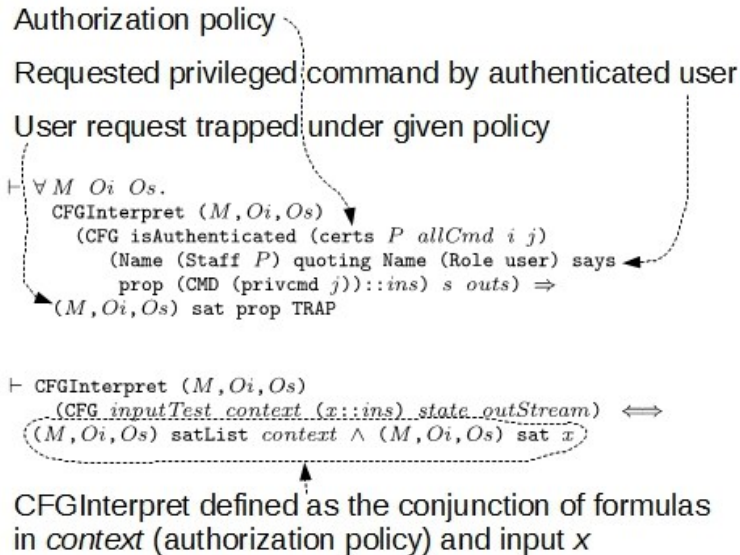 Authorization policy
Requested privileged command by authenticated user
User request trapped under given policy
⊢ ∀ M Oi Os.
CFGInterpret (M,Oi,Os)
(CFG isAuthenticated (certs P allCmd i j)
(Name (Staff P) quoting Name (Role user) says
prop (CMD (privcmd j))::ins) s outs) ⇒
(M,Oi,Os) sat prop TRAP
⊢ CFGInterpret (M,Oi,Os)
(CFG inputTest context (x::ins) state outStream) ⟺
(M,Oi,Os) satList context ∧ (M,Oi,Os) sat x
CFGInterpret defined as the conjunction of formulas
in context (authorization policy) and input x